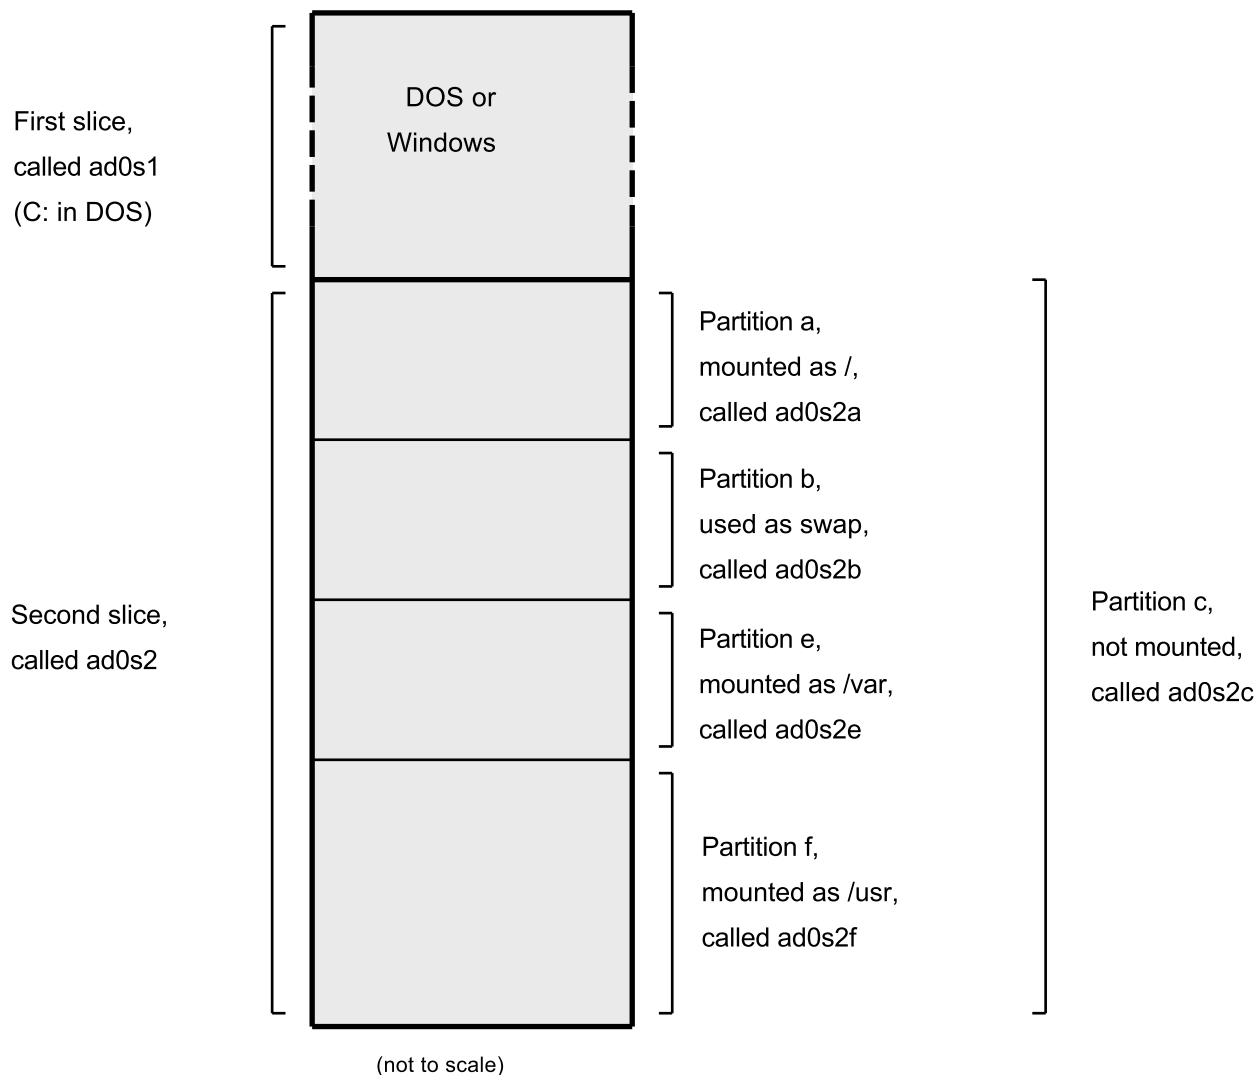 DOS or
Windows
First slice,
called ad0s1
(C: in DOS)
Partition a,
mounted as /,
called ad0s2a
Partition b,
used as swap,
called ad0s2b
Second slice,
called ad0s2
Partition c,
not mounted,
called ad0s2c
Partition e,
mounted as /var,
called ad0s2e
Partition f,
mounted as /usr,
called ad0s2f
(not to scale)